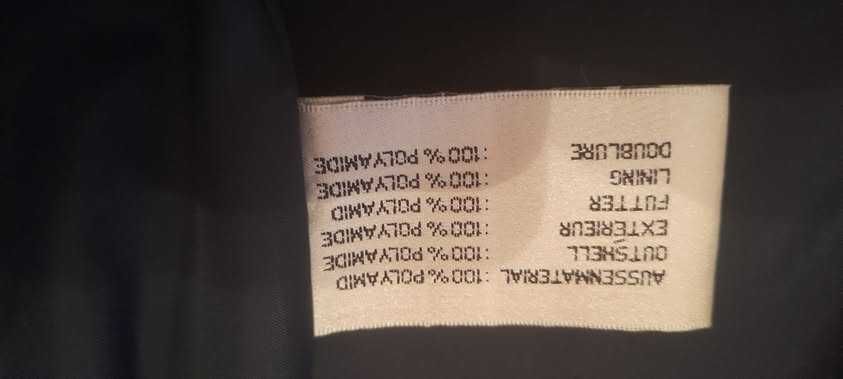 AUSSENMATERIAL :100% POLYAMID
OUTSHELL :100% POLYAMIDE
EXTERIEUR :100% POLYAMIDE
FUTTER :100% POLYAMID
LINING :100% POLYAMIDE
DOUBLURE :100% POLYAMIDE